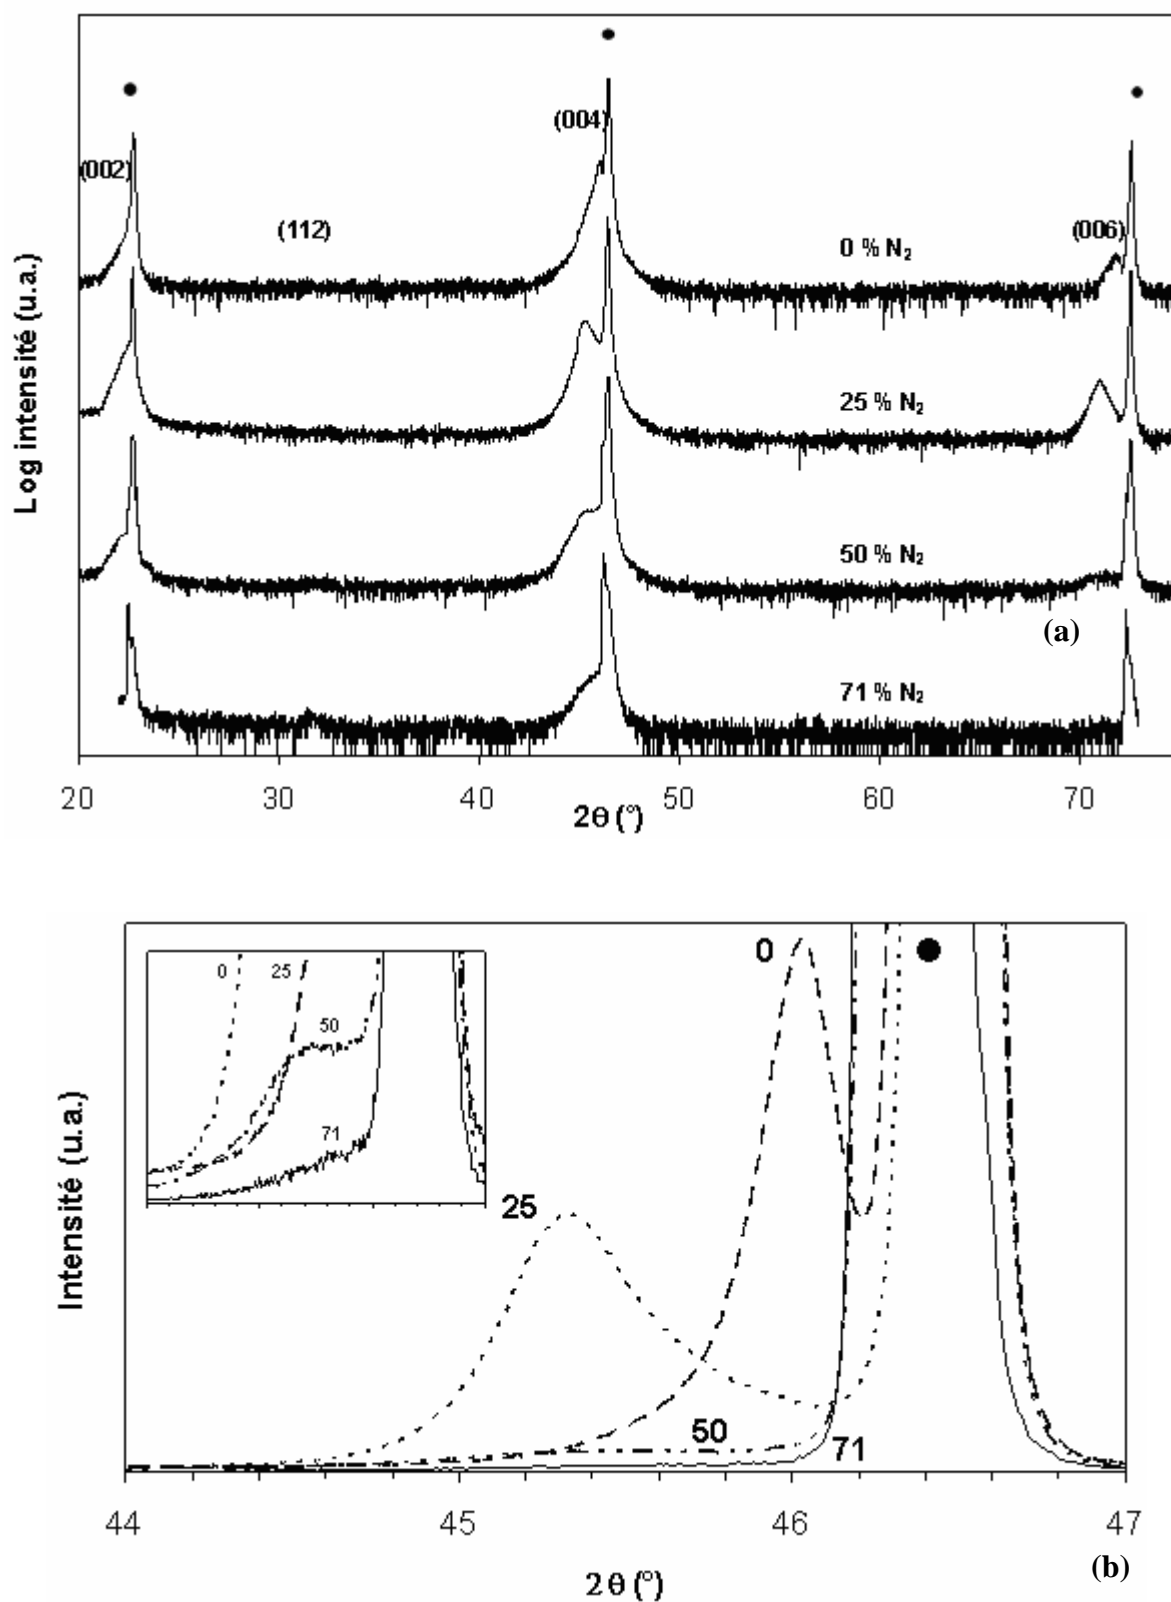 (004)
(002)
(112)
(006)
0 % N₂
25 % N₂
50 % N₂
(a)
71 % N₂
Log intensité (u.a.)
20 30 40 50 60 70
2θ (°)
0 25
50
71
0
25
50
71
Intensité (u.a.)
44 45 46 47
2θ (°)
(b)